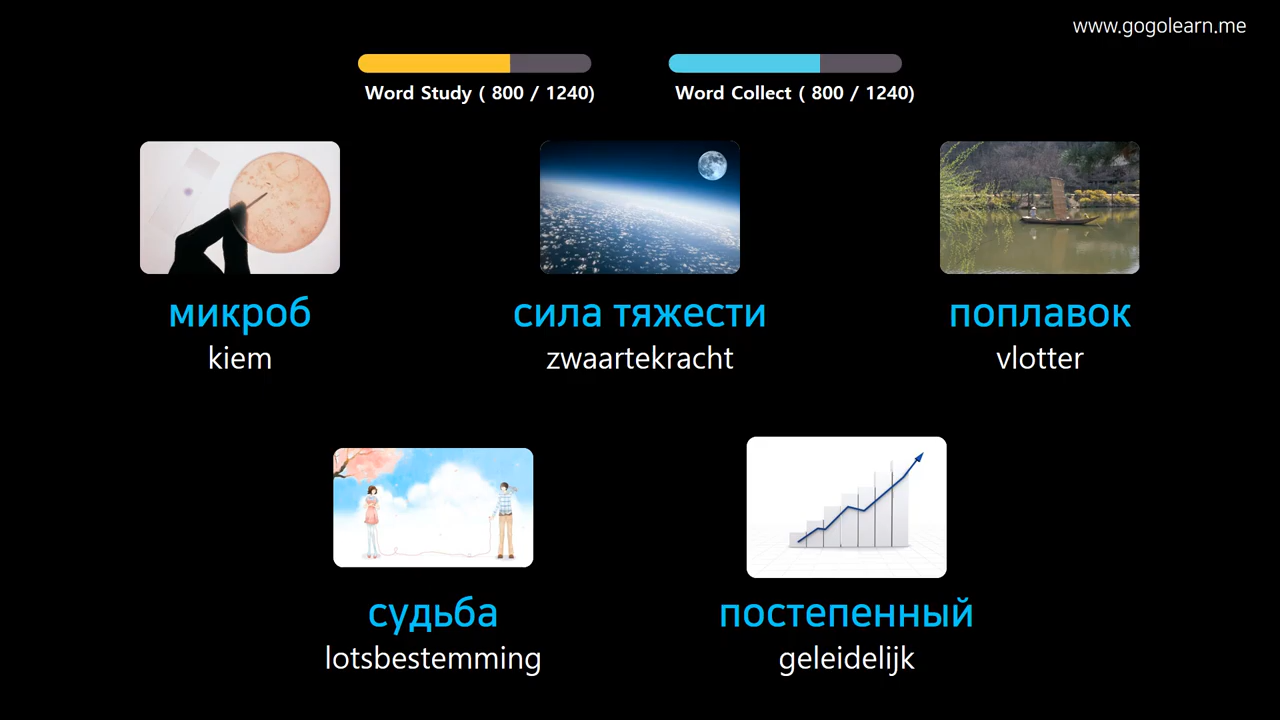 www.gogolearn.me
Word Study ( 800 / 1240)
Word Collect ( 800 / 1240)
микроб
kiem
сила тяжести
zwaartekracht
поплавок
vlotter
судьба
lotsbestemming
постепенный
geleidelijk